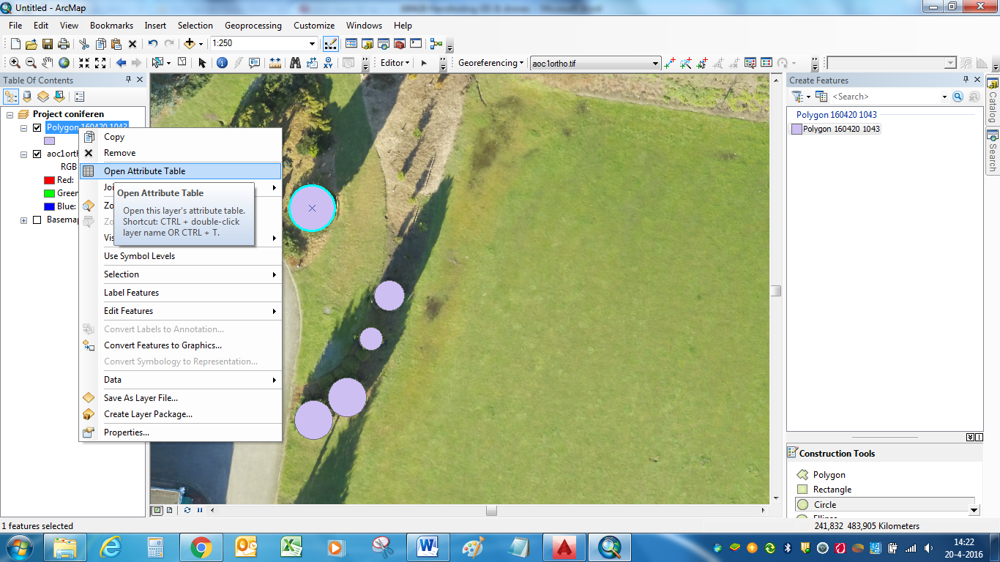 Untitled - ArcMap
File Edit View Bookmarks Insert Selection Geoprocessing Customize Windows Help
1:250
Editor Georeferencing aoc1ortho.tif
Table Of Contents
Project coniferen
Polygon 160420 1043
aoc1orth
RGB
Red:
Green
Blue:
Basemap
Copy
Remove
Open Attribute Table
Joi
Zo
Zo
Vis
Open Attribute Table
Open this layer's attribute table.
Shortcut: CTRL + double-click
layer name OR CTRL + T.
Use Symbol Levels
Selection
Label Features
Edit Features
Convert Labels to Annotation...
Convert Features to Graphics...
Convert Symbology to Representation...
Data
Save As Layer File...
Create Layer Package...
Properties...
Create Features
<Search>
Polygon 160420 1043
Polygon 160420 1043
Construction Tools
Polygon
Rectangle
Circle
Catalog
Search
1 features selected
241,832 483,905 Kilometers
14:22
20-4-2016